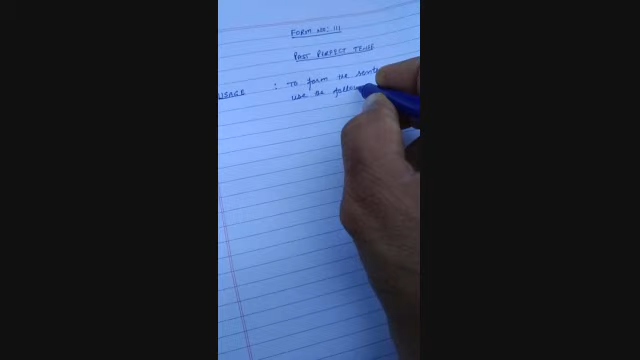 FORM NO: III
PAST PERFECT TENSE
USAGE : To form the
use as